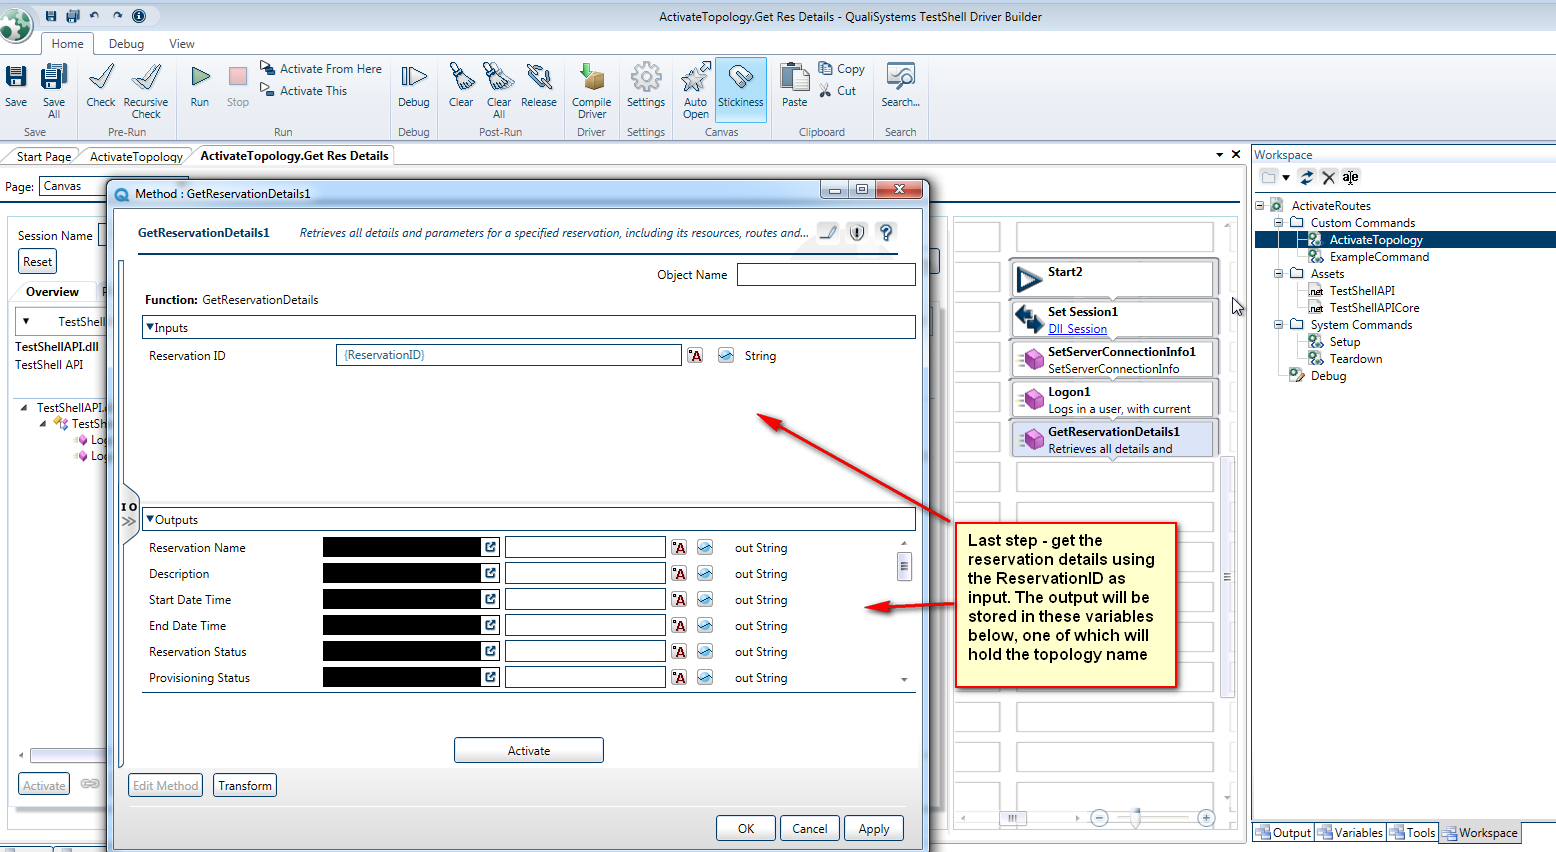 ActivateTopology.Get Res Details - QualiSystems TestShell Driver Builder
Home Debug View
Save
Save All
Check
Recursive Check
Run
Stop
Activate From Here
Activate This
Debug
Clear
Clear All
Release
Compile Driver
Settings
Auto Open
Stickiness
Paste
Copy
Cut
Search...
Save Pre-Run Run Debug Post-Run Driver Settings Canvas Clipboard Search
Start Page ActivateTopology ActivateTopology.Get Res Details
Page: Canvas
Session Name
Reset
Overview
TestShell
TestShellAPI.dll
TestShell API
TestShellAPI.
TestSh
Log
Log
Activate
Method : GetReservationDetails1
GetReservationDetails1 Retrieves all details and parameters for a specified reservation, including its resources, routes and...
Object Name
Function: GetReservationDetails
Inputs
Reservation ID {ReservationID} String
I O
Outputs
Reservation Name out String
Description out String
Start Date Time out String
End Date Time out String
Reservation Status out String
Provisioning Status out String
Activate
Edit Method Transform
OK Cancel Apply
Start2
Set Session1
Dll_Session
SetServerConnectionInfo1
SetServerConnectionInfo
Logon1
Logs in a user, with current
GetReservationDetails1
Retrieves all details and
Last step - get the
reservation details using
the ReservationID as
input. The output will be
stored in these variables
below, one of which will
hold the topology name
Workspace
ActivateRoutes
Custom Commands
ActivateTopology
ExampleCommand
Assets
.net TestShellAPI
.net TestShellAPICore
System Commands
Setup
Teardown
Debug
Output Variables Tools Workspace